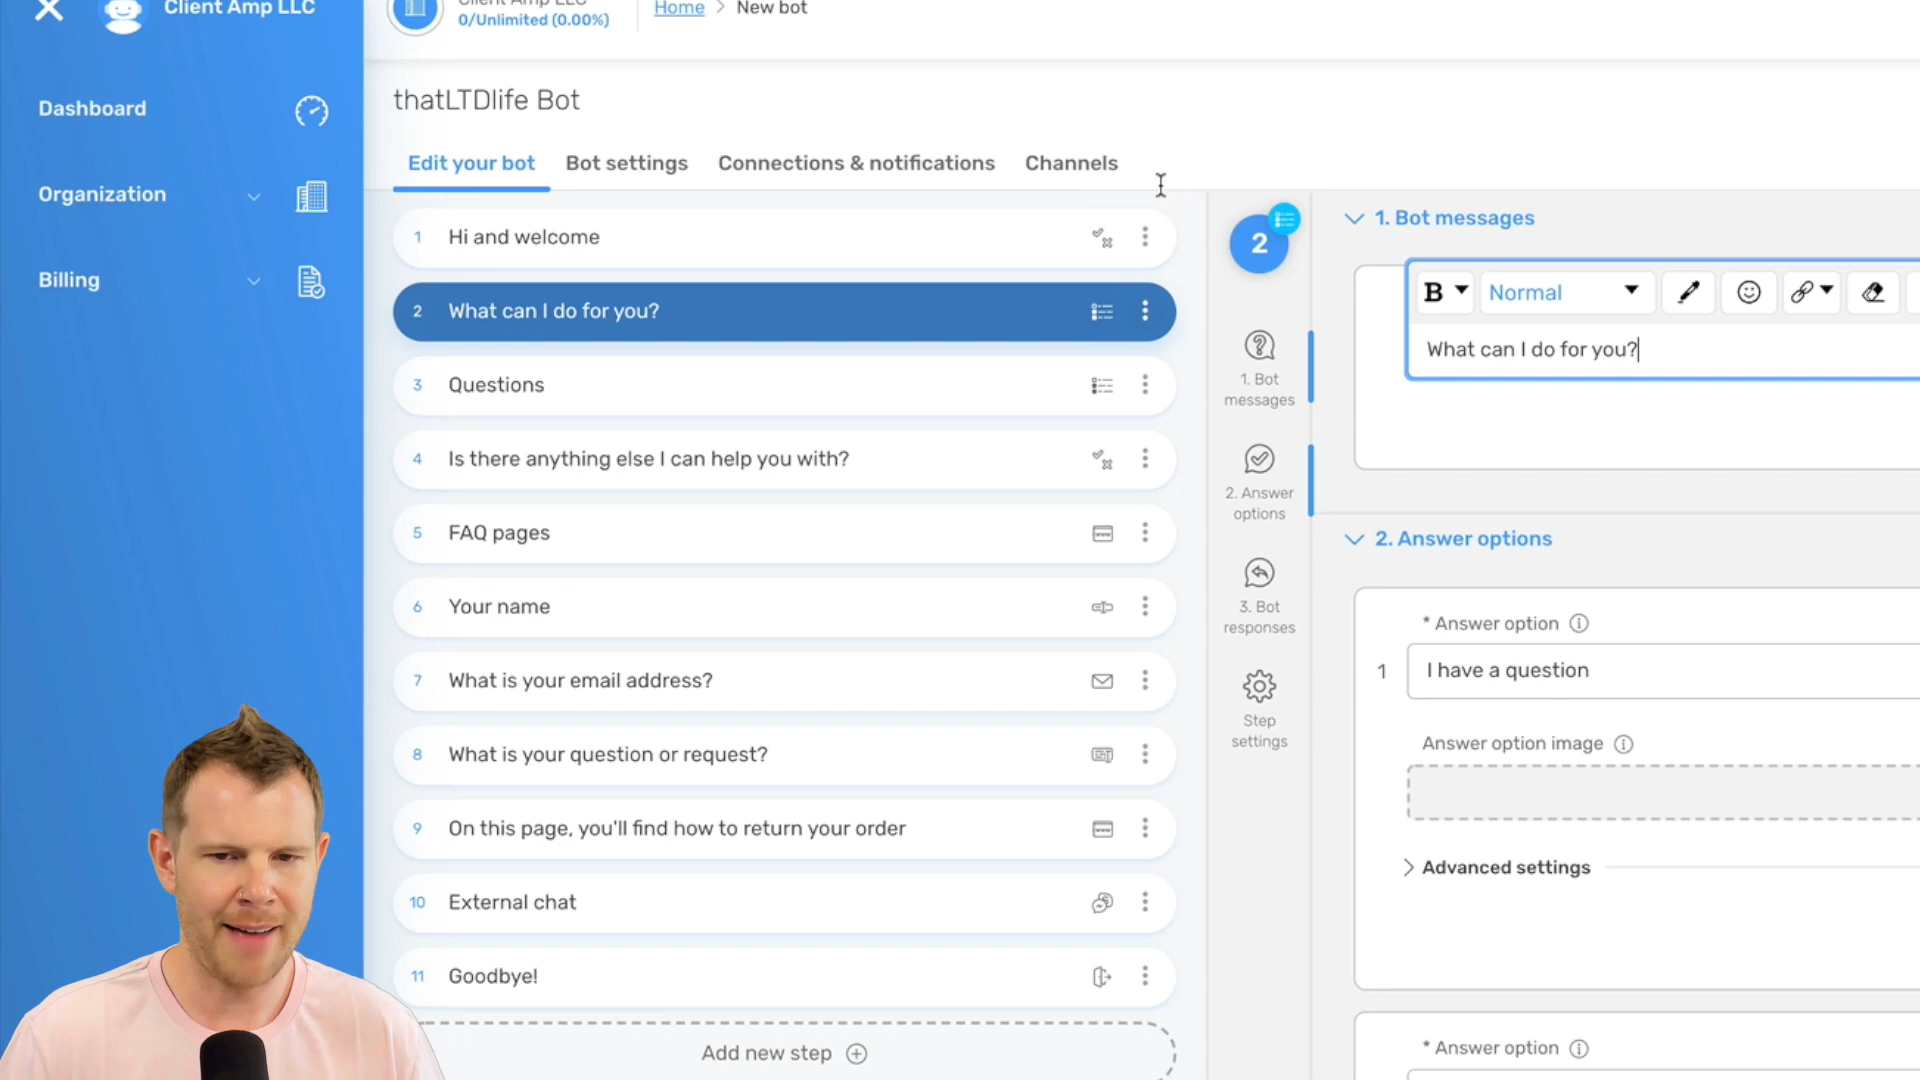 Client Amp LLC
Dashboard
Organization
Billing
Client Amp LLC
0/Unlimited (0.00%)
Home > New bot
thatLTDlife Bot
Edit your bot
Bot settings
Connections & notifications
Channels
1 Hi and welcome
2 What can I do for you?
3 Questions
4 Is there anything else I can help you with?
5 FAQ pages
6 Your name
7 What is your email address?
8 What is your question or request?
9 On this page, you'll find how to return your order
10 External chat
11 Goodbye!
Add new step
2
1. Bot
messages
2. Answer
options
3. Bot
responses
Step
settings
1. Bot messages
B Normal
What can I do for you?
2. Answer options
* Answer option
1 I have a question
Answer option image
Advanced settings
* Answer option